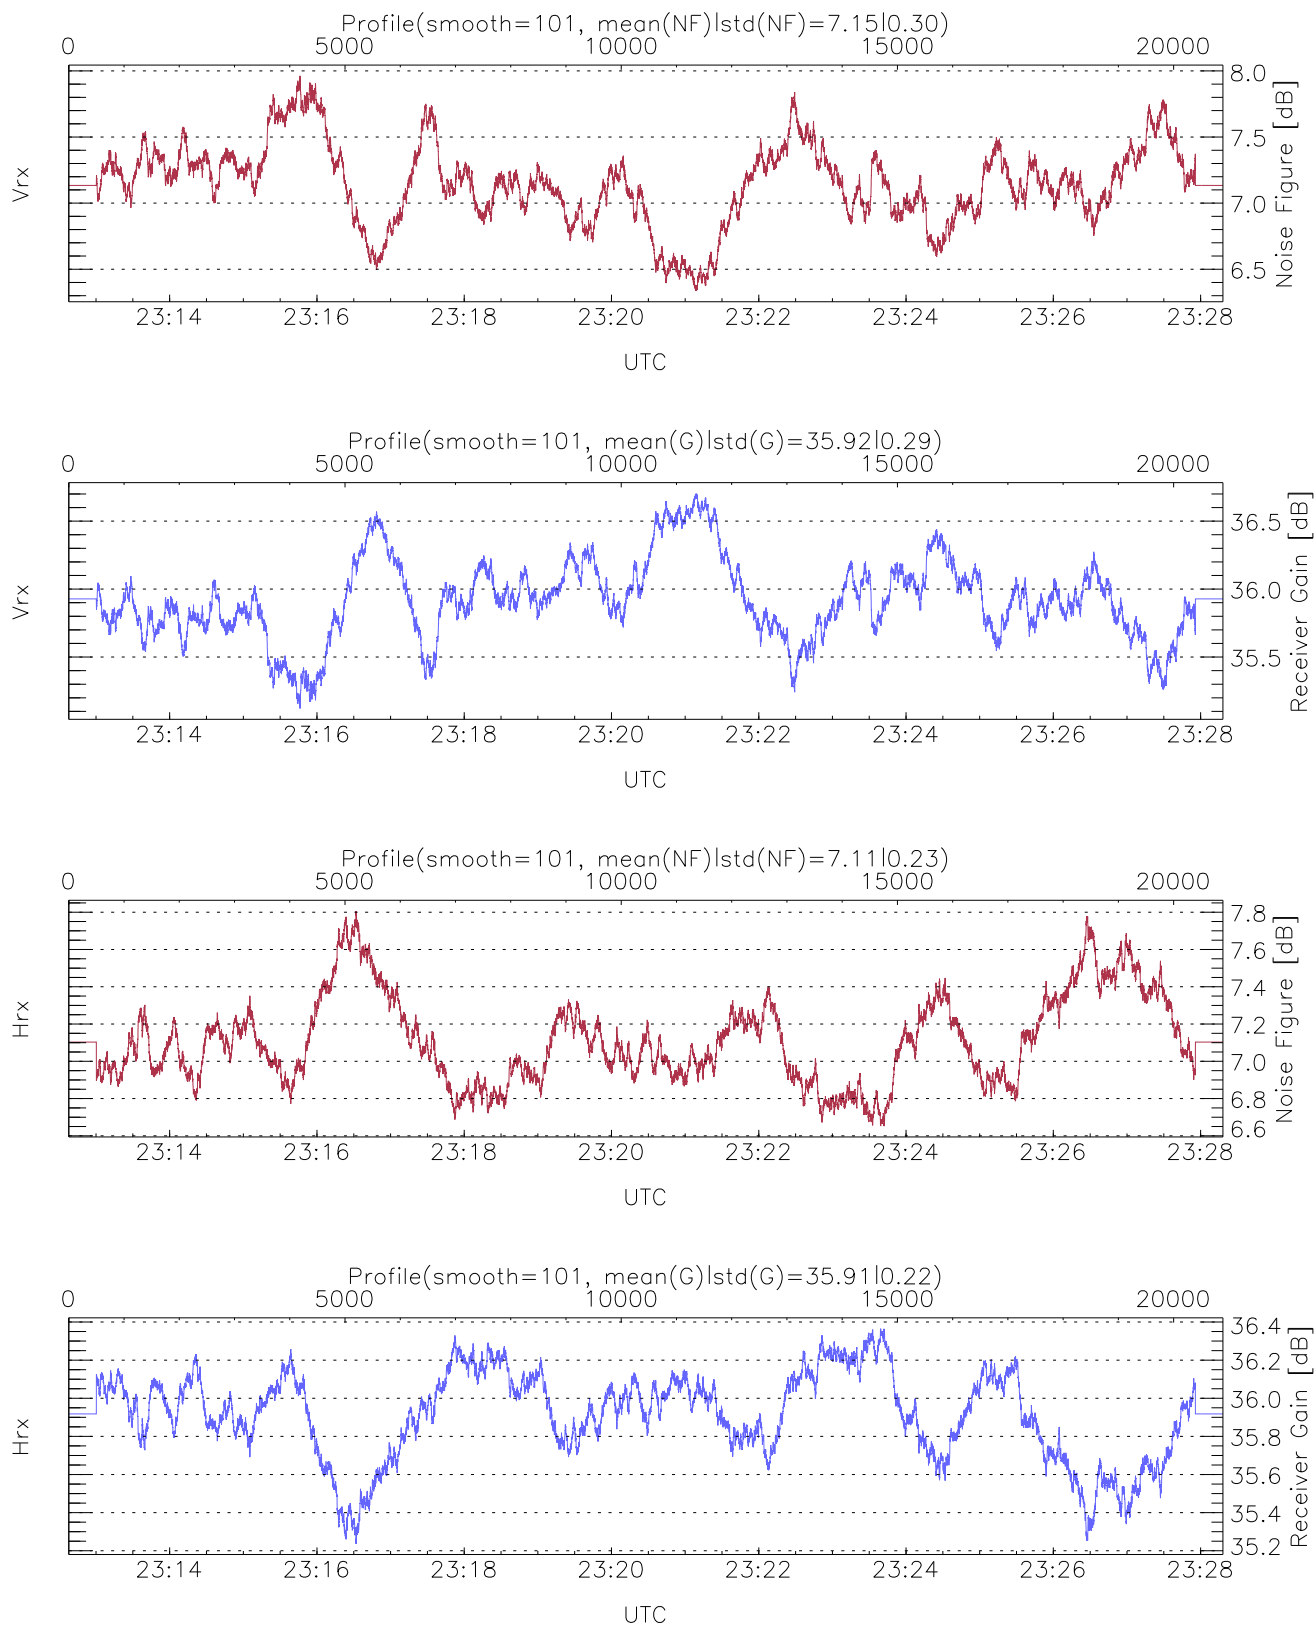 Profile(smooth=101, mean(NF)|std(NF)=7.15|0.30)
0 5000 10000 15000 20000
8.0
7.5
7.0
6.5
Vrx
Noise Figure [dB]
23:14 23:16 23:18 23:20 23:22 23:24 23:26 23:28
UTC
Profile(smooth=101, mean(G)|std(G)=35.92|0.29)
0 5000 10000 15000 20000
36.5
36.0
35.5
Vrx
Receiver Gain [dB]
23:14 23:16 23:18 23:20 23:22 23:24 23:26 23:28
UTC
Profile(smooth=101, mean(NF)|std(NF)=7.11|0.23)
0 5000 10000 15000 20000
7.8
7.6
7.4
7.2
7.0
6.8
6.6
Hrx
Noise Figure [dB]
23:14 23:16 23:18 23:20 23:22 23:24 23:26 23:28
UTC
Profile(smooth=101, mean(G)|std(G)=35.91|0.22)
0 5000 10000 15000 20000
36.4
36.2
36.0
35.8
35.6
35.4
35.2
Hrx
Receiver Gain [dB]
23:14 23:16 23:18 23:20 23:22 23:24 23:26 23:28
UTC